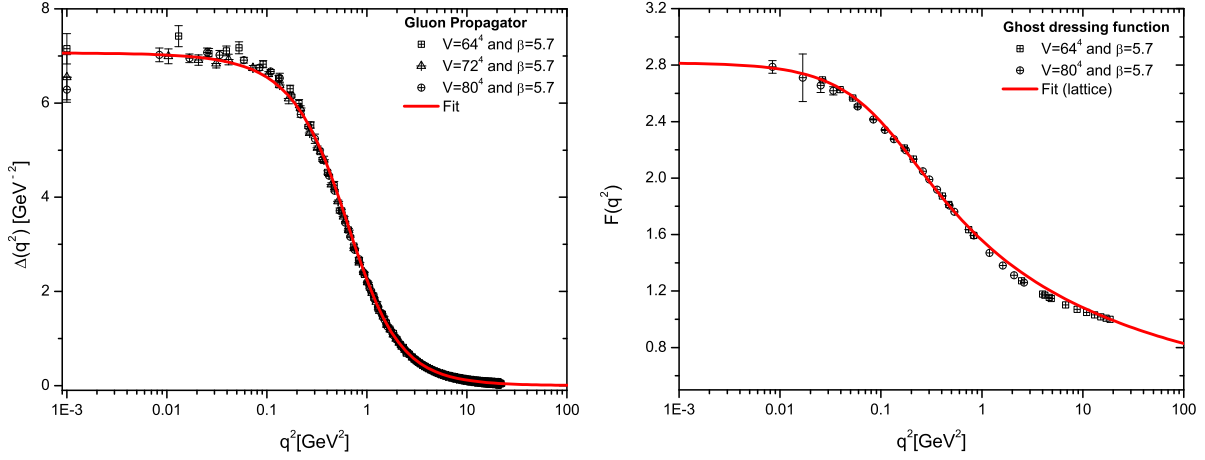 Gluon Propagator
V=64⁴ and β=5.7
V=72⁴ and β=5.7
V=80⁴ and β=5.7
Fit
8
6
4
2
0
Δ(q²) [GeV⁻²]
1E-3 0.01 0.1 1 10 100
q²[GeV²]
Ghost dressing function
V=64⁴ and β=5.7
V=80⁴ and β=5.7
Fit (lattice)
3.2
2.8
2.4
2.0
1.6
1.2
0.8
F(q²)
1E-3 0.01 0.1 1 10 100
q²[GeV²]